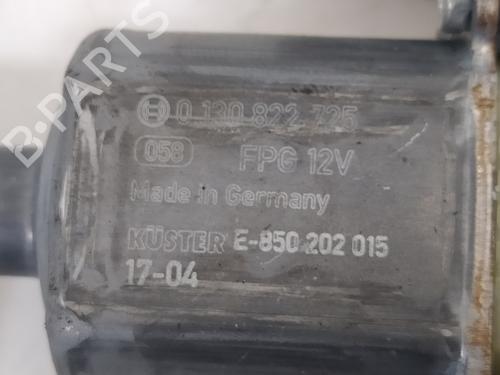 B-PARTS
0 130 822 725
058 FPG 12V
Made in Germany
KÜSTER E-850 202 015
17-04